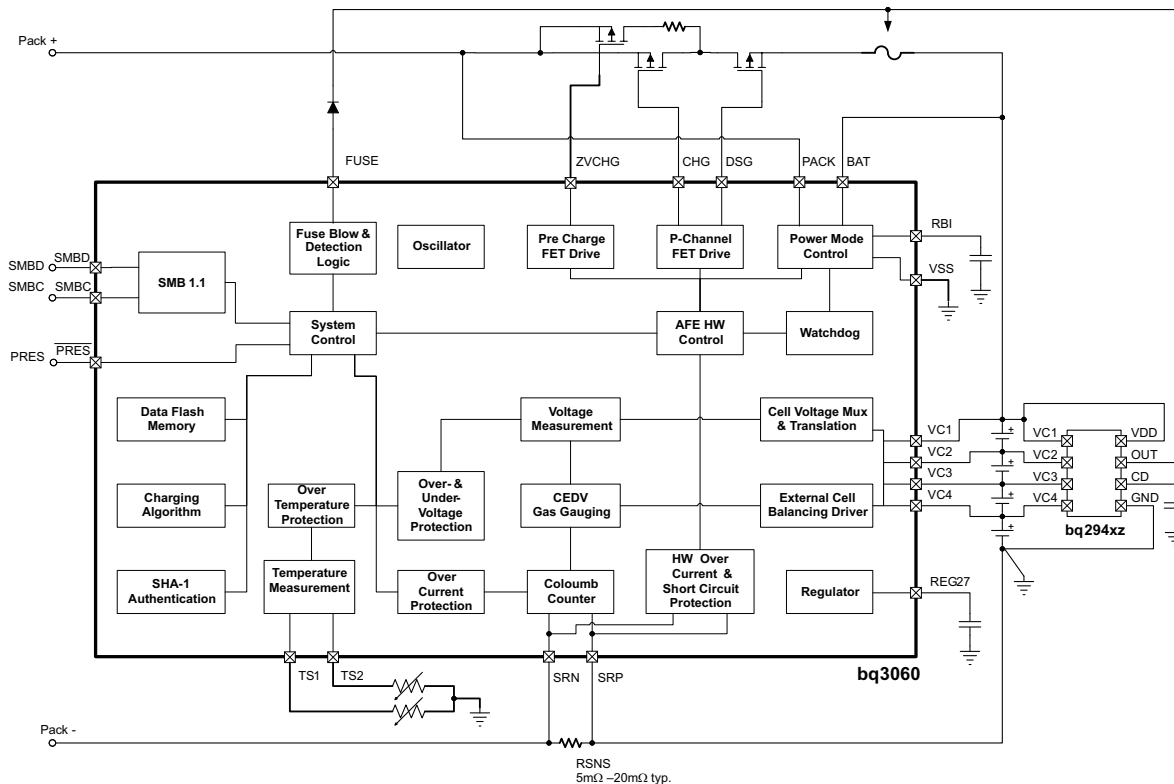 Pack +
FUSE
ZVCHG
CHG
DSG
PACK
BAT
Fuse Blow &
Detection
Logic
Oscillator
Pre Charge
FET Drive
P-Channel
FET Drive
Power Mode
Control
RBI
VSS
SMBD
SMBD
SMBC
SMBC
SMB 1.1
System
Control
AFE HW
Control
Watchdog
PRES
PRES
Data Flash
Memory
Voltage
Measurement
Cell Voltage Mux
& Translation
VC1
VC2
VC3
VC4
VC1
VC2
VC3
VC4
VDD
OUT
CD
GND
bq294xz
Charging
Algorithm
Over
Temperature
Protection
Over- &
Under-
Voltage
Protection
CEDV
Gas Gauging
External Cell
Balancing Driver
SHA-1
Authentication
Temperature
Measurement
Over
Current
Protection
Coloumb
Counter
HW Over
Current &
Short Circuit
Protection
Regulator
REG27
bq3060
TS1
TS2
SRN
SRP
Pack -
RSNS
5mΩ –20mΩ typ.